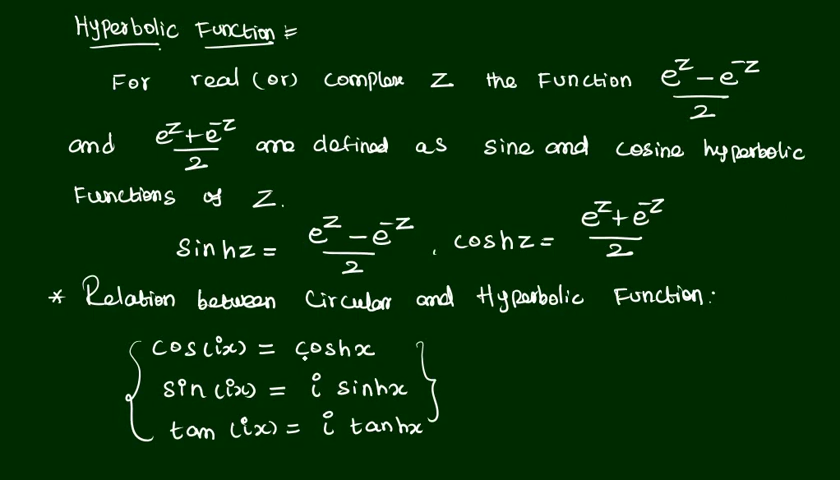 Hyperbolic Function :=
For real (or) complex z the Function e^z - e^-z / 2
and e^z + e^-z / 2 are defined as sine and cosine hyperbolic
Functions of z.
sinhz = e^z - e^-z / 2 , coshz = e^z + e^-z / 2
* Relation between Circular and Hyperbolic Function:
cos(ix) = coshx
sin(ix) = i sinhx
tan(ix) = i tanhx